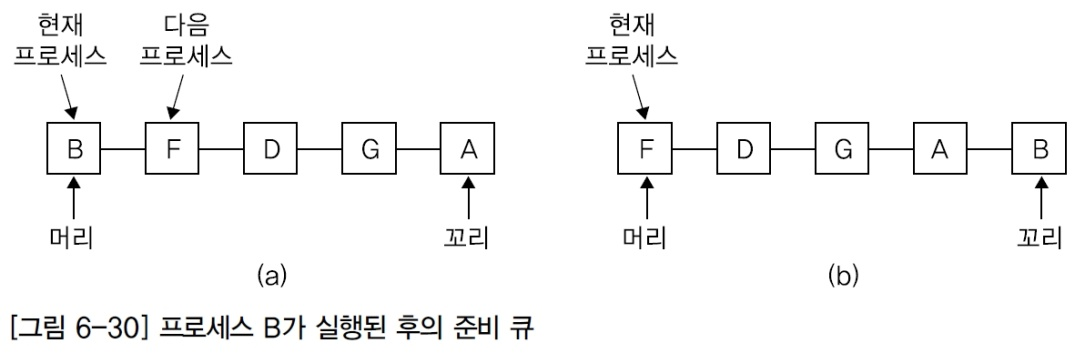 현재
프로세스
다음
프로세스
B F D G A
머리
꼬리
(a)
현재
프로세스
F D G A B
머리
꼬리
(b)
[그림 6-30] 프로세스 B가 실행된 후의 준비 큐